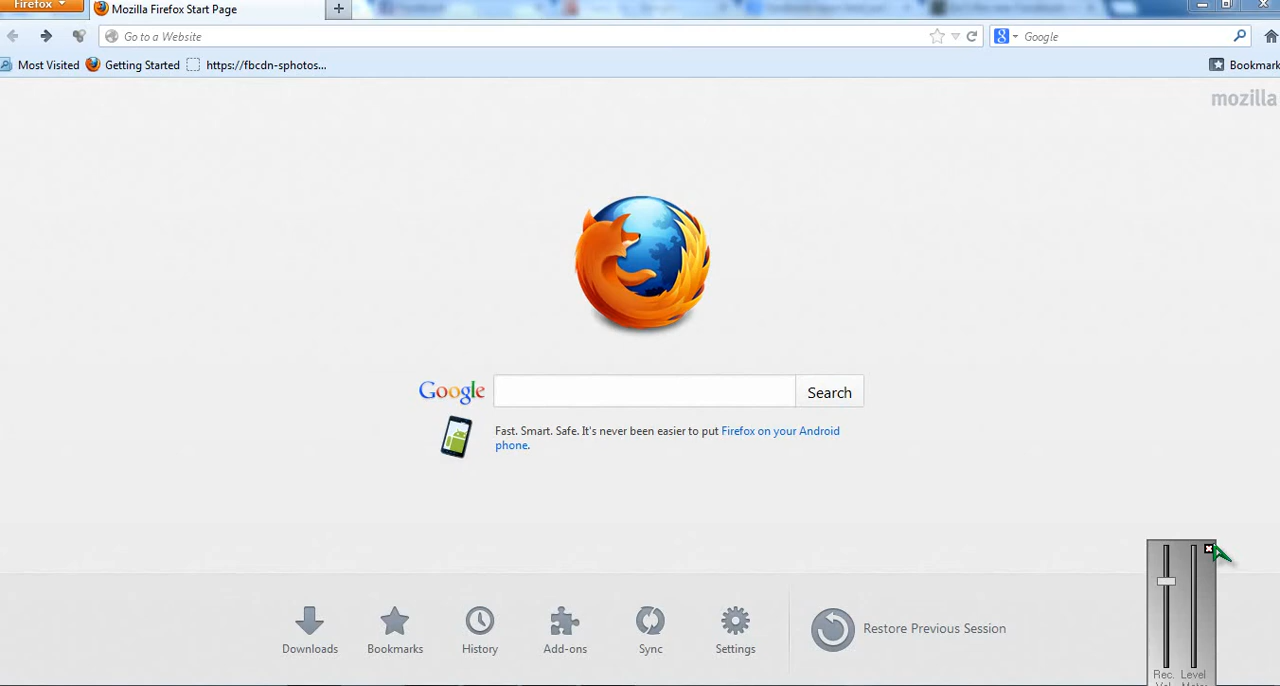 Firefox
Mozilla Firefox Start Page
Go to a Website
Google
Most Visited
Getting Started
https://fbcdn-sphotos...
Bookmark
mozilla
Google
Search
Fast. Smart. Safe. It's never been easier to put Firefox on your Android
phone.
Downloads
Bookmarks
History
Add-ons
Sync
Settings
Restore Previous Session
Rec. Level